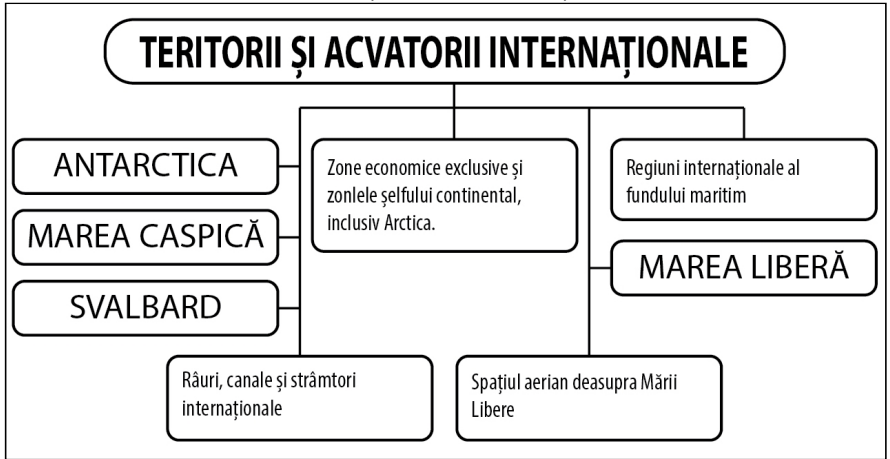 TERITORII ȘI ACVATORII INTERNAȚIONALE
ANTARCTICA
MAREA CASPICĂ
SVALBARD
Zone economice exclusive și
zonlele șelfului continental,
inclusiv Arctica.
Regiuni internaționale al
fundului maritim
MAREA LIBERĂ
Râuri, canale și strâmtori
internaționale
Spațiul aerian deasupra Mării
Libere